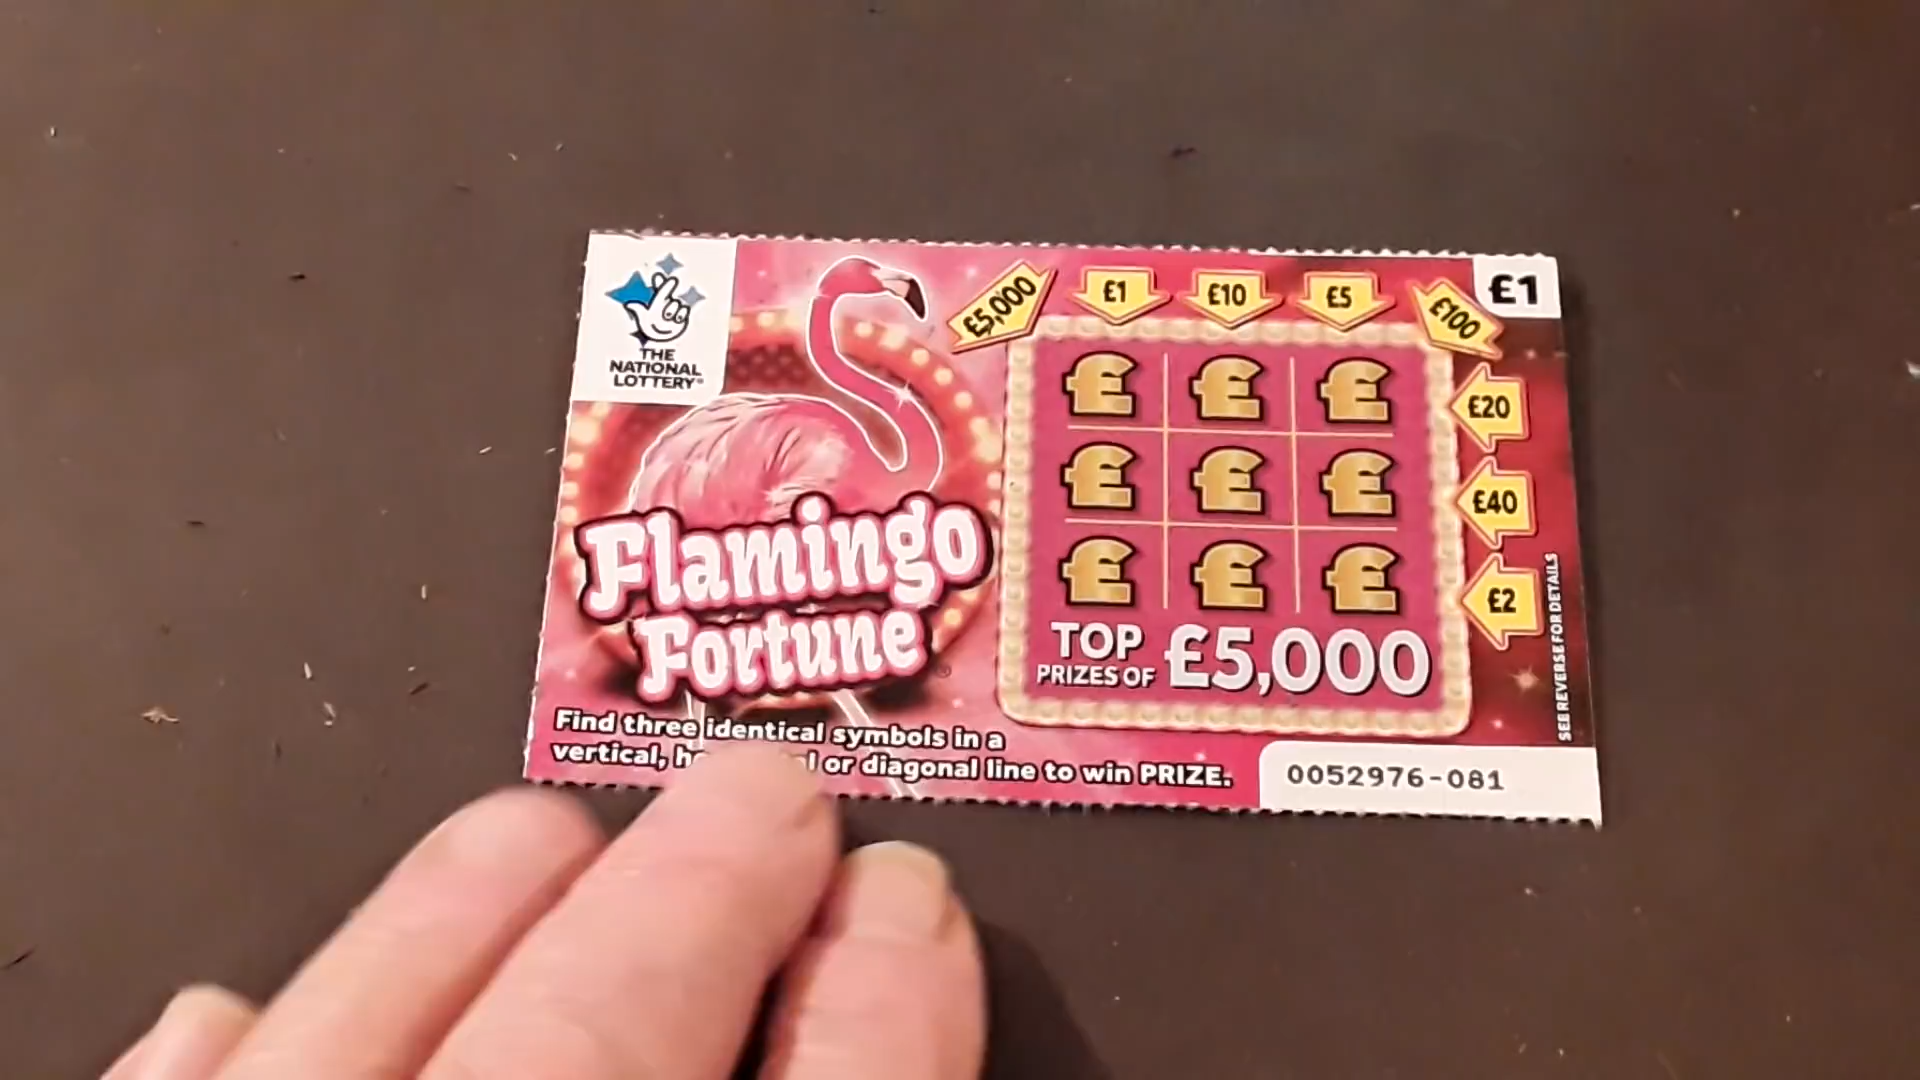 THE
NATIONAL
LOTTERY®
£5,000
£1
£10
£5
£100
£1
£ £ £
£20
£ £ £
£40
£ £ £
£2
TOP
PRIZES OF £5,000
Flamingo
Fortune
Find three identical symbols in a
vertical, or diagonal line to win PRIZE.
0052976-081
SEE REVERSE FOR DETAILS